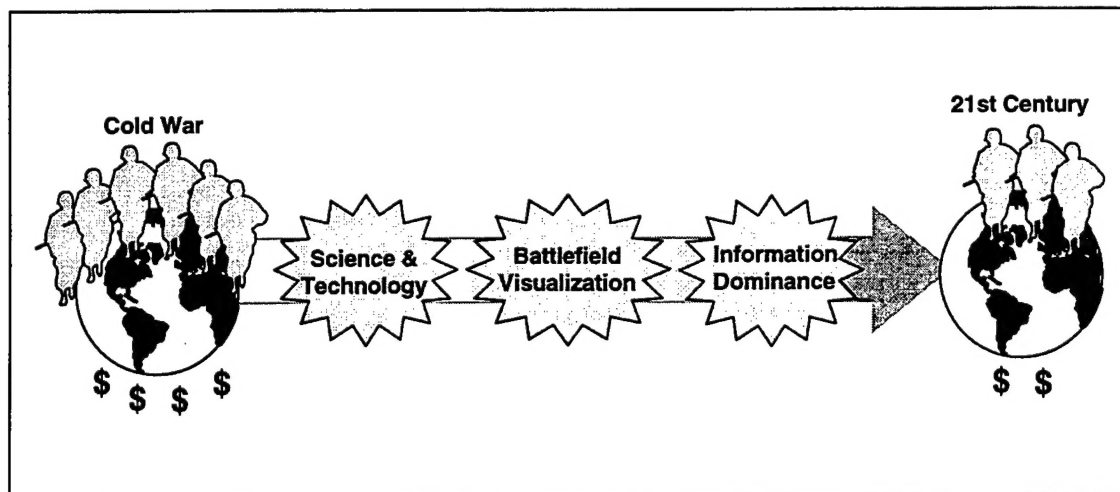 Cold War
21st Century
Science &
Technology
Battlefield
Visualization
Information
Dominance
$ $ $ $
$ $